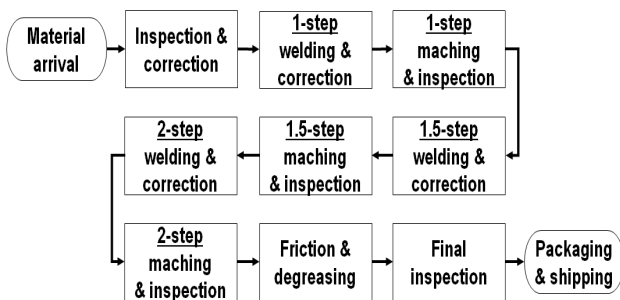 Material
arrival
Inspection &
correction
1-step
welding &
correction
1-step
maching
& inspection
2-step
welding &
correction
1.5-step
maching
& inspection
1.5-step
welding &
correction
2-step
maching
& inspection
Friction &
degreasing
Final
inspection
Packaging
& shipping